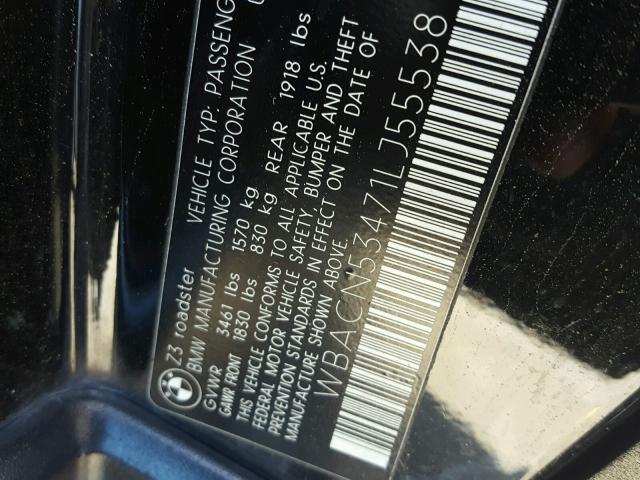 Z3 roadster VEHICLE TYP: PASSENG
BMW MANUFACTURING CORPORATION
GVWR 3461 lbs 1570 kg
GAWR FRONT 1830 lbs 830 kg REAR 1918 lbs
THIS VEHICLE CONFORMS TO ALL APPLICABLE U.S.
FEDERAL MOTOR VEHICLE SAFETY, BUMPER AND THEFT
PREVENTION STANDARDS IN EFFECT ON THE DATE OF
MANUFACTURE SHOWN ABOVE.
WBACN53471LJ55538